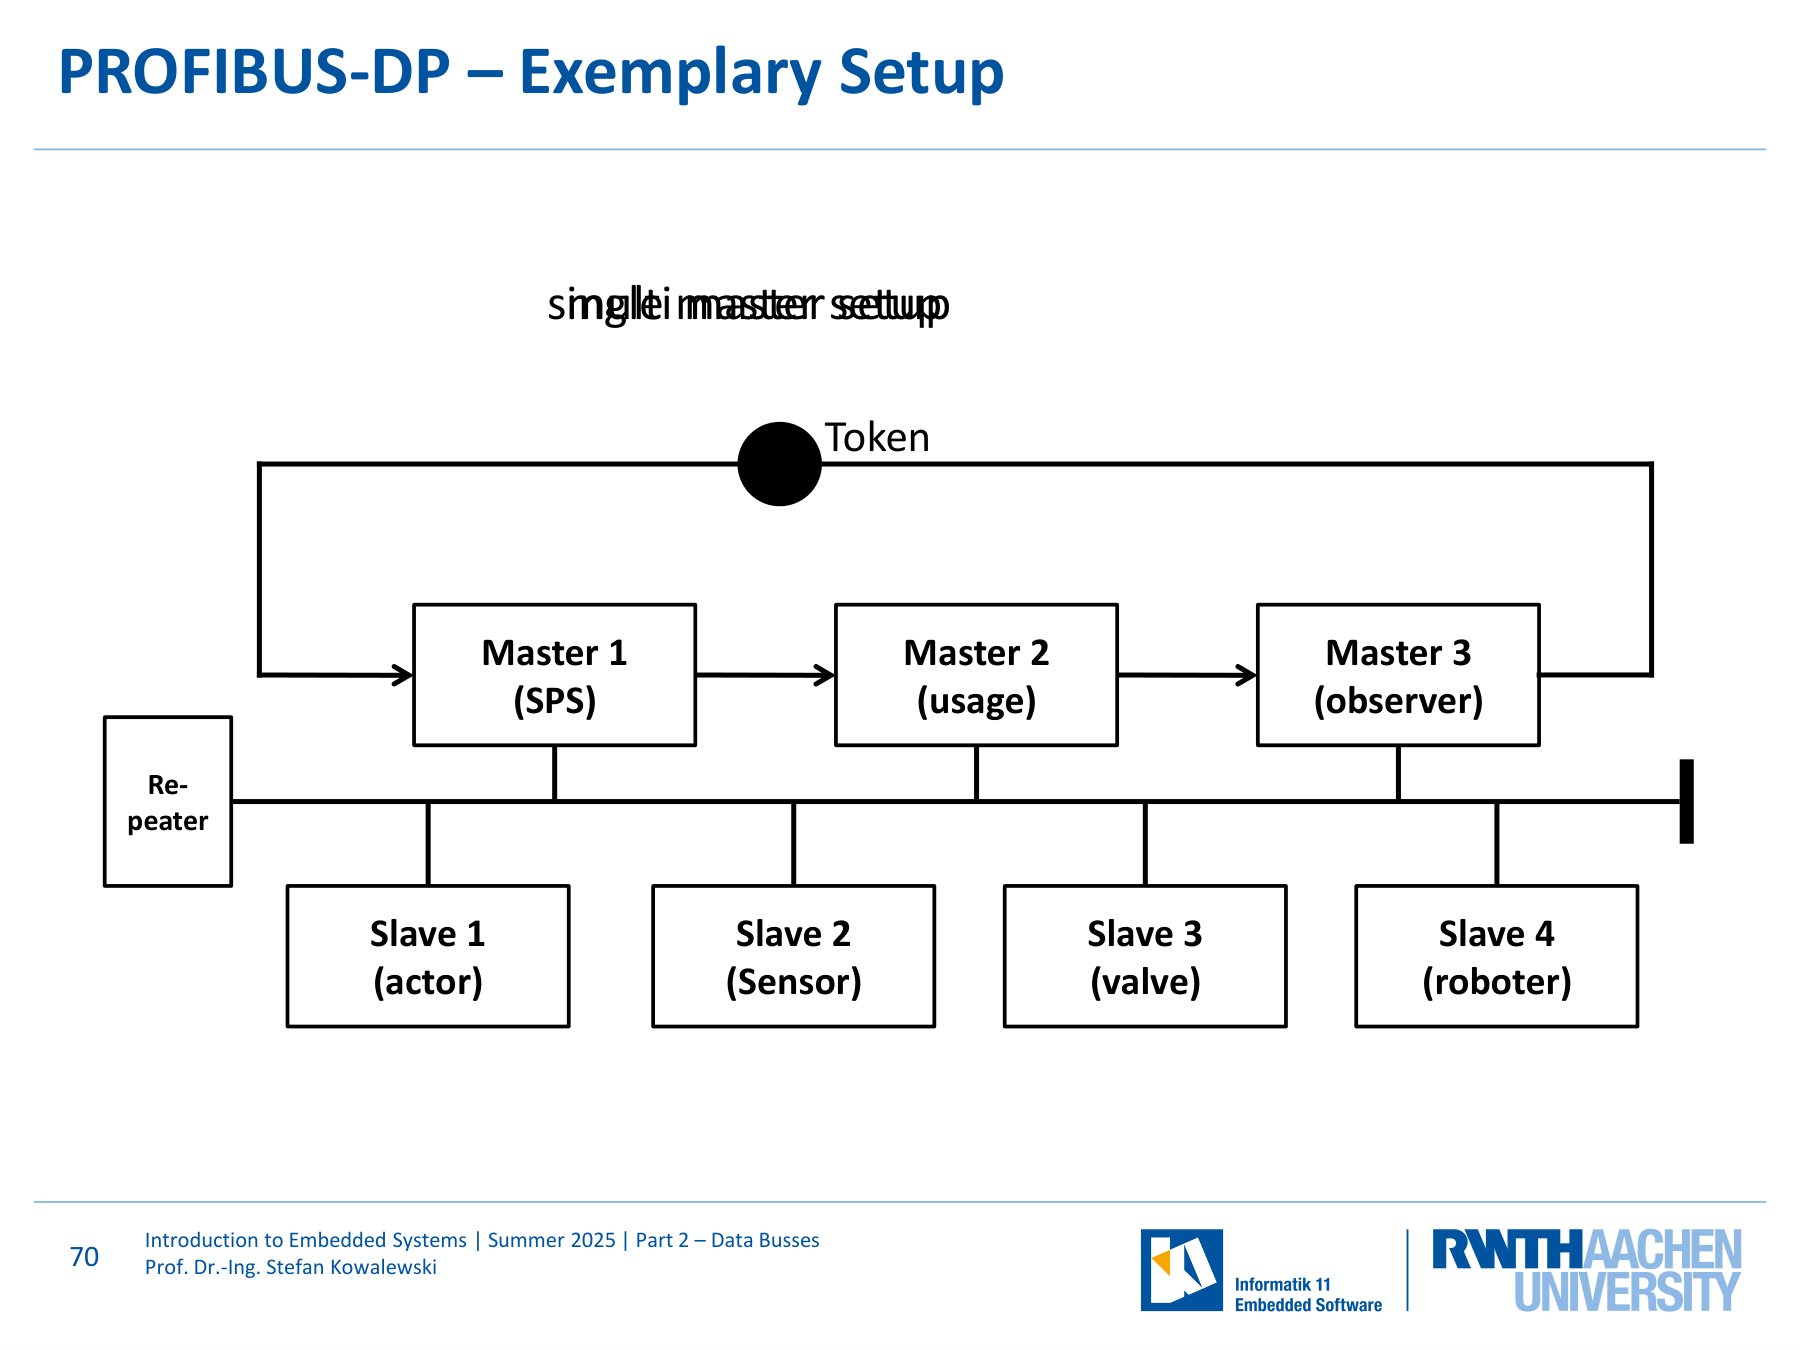 PROFIBUS-DP – Exemplary Setup
single master setup
multi master setup
Token
Master 1
(SPS)
Master 2
(usage)
Master 3
(observer)
Re-
peater
Slave 1
(actor)
Slave 2
(Sensor)
Slave 3
(valve)
Slave 4
(roboter)
70
Introduction to Embedded Systems | Summer 2025 | Part 2 – Data Busses
Prof. Dr.-Ing. Stefan Kowalewski
Informatik 11
Embedded Software
RWTHAACHEN
UNIVERSITY